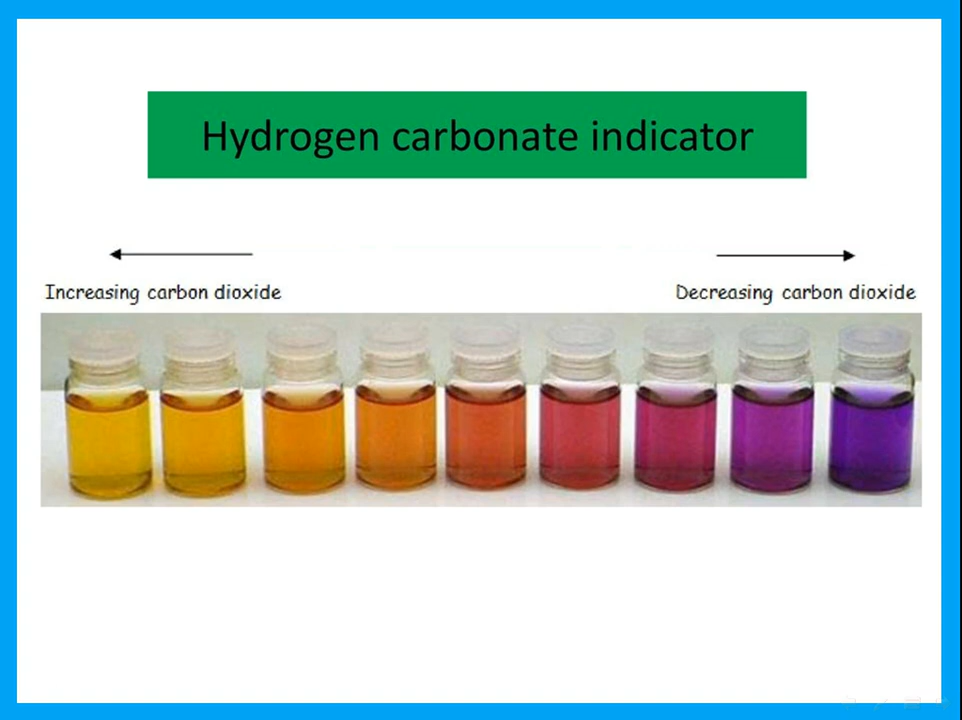 Hydrogen carbonate indicator
Increasing carbon dioxide
Decreasing carbon dioxide